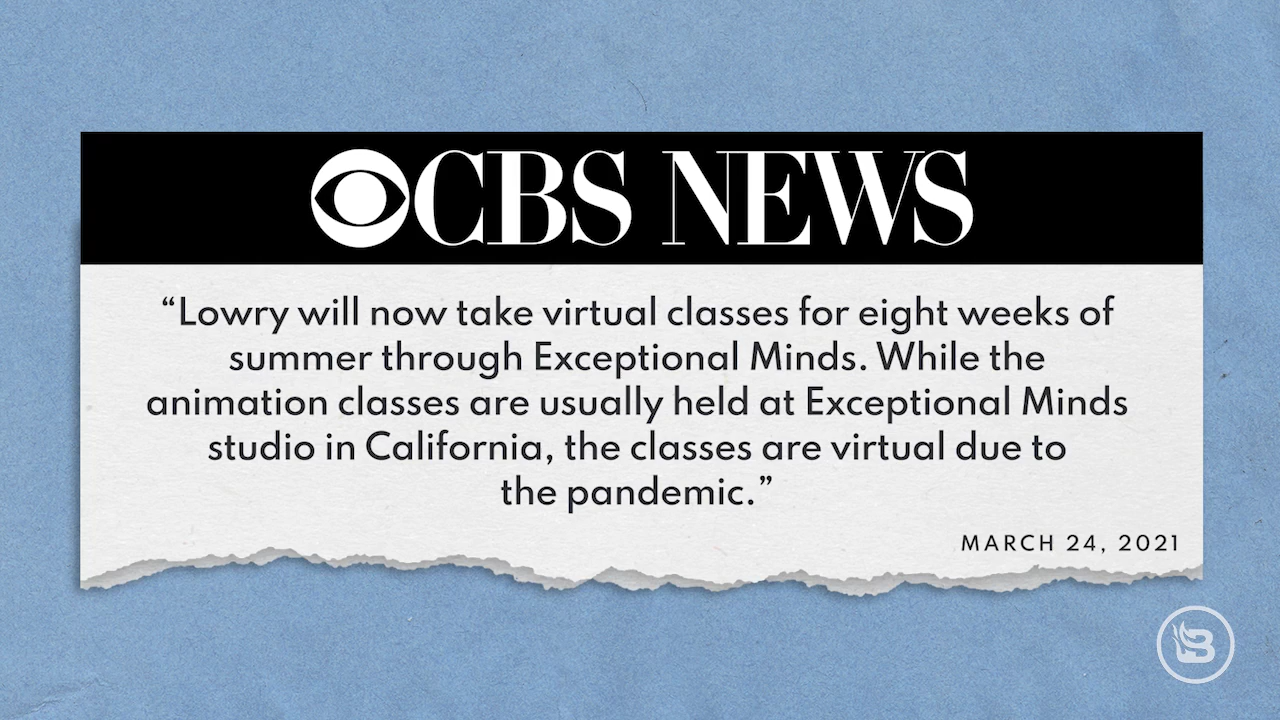 CBS NEWS
“Lowry will now take virtual classes for eight weeks of
summer through Exceptional Minds. While the
animation classes are usually held at Exceptional Minds
studio in California, the classes are virtual due to
the pandemic.”
MARCH 24, 2021
B